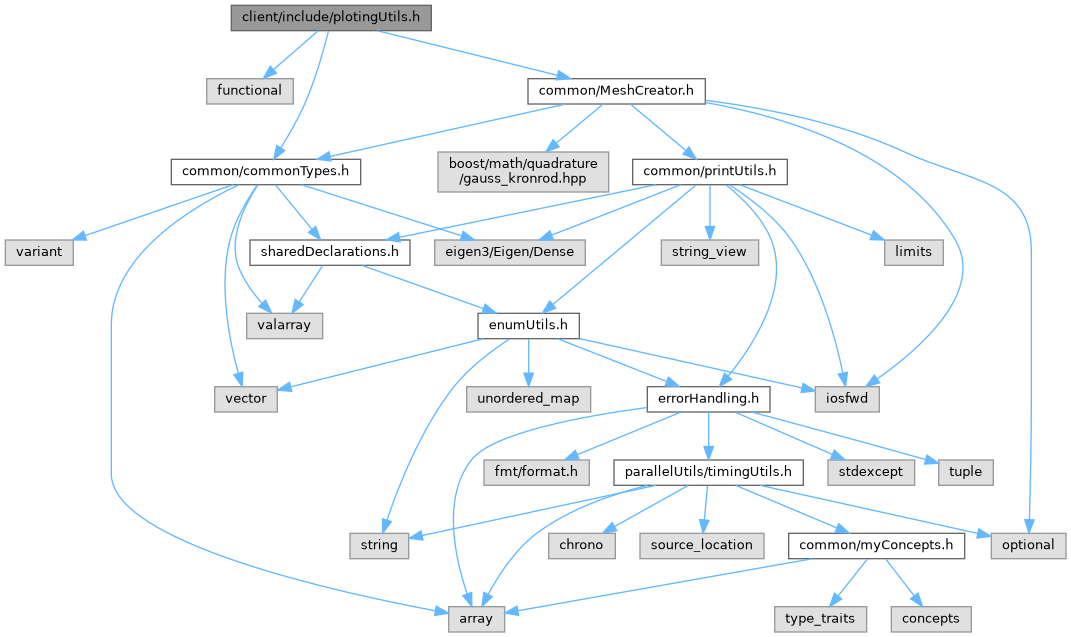 client/include/plotingUtils.h
functional
common/MeshCreator.h
common/commonTypes.h
boost/math/quadrature
/gauss_kronrod.hpp
common/printUtils.h
variant
sharedDeclarations.h
eigen3/Eigen/Dense
string_view
limits
valarray
enumUtils.h
vector
unordered_map
errorHandling.h
iosfwd
fmt/format.h
parallelUtils/timingUtils.h
stdexcept
tuple
string
chrono
source_location
common/myConcepts.h
optional
array
type_traits
concepts